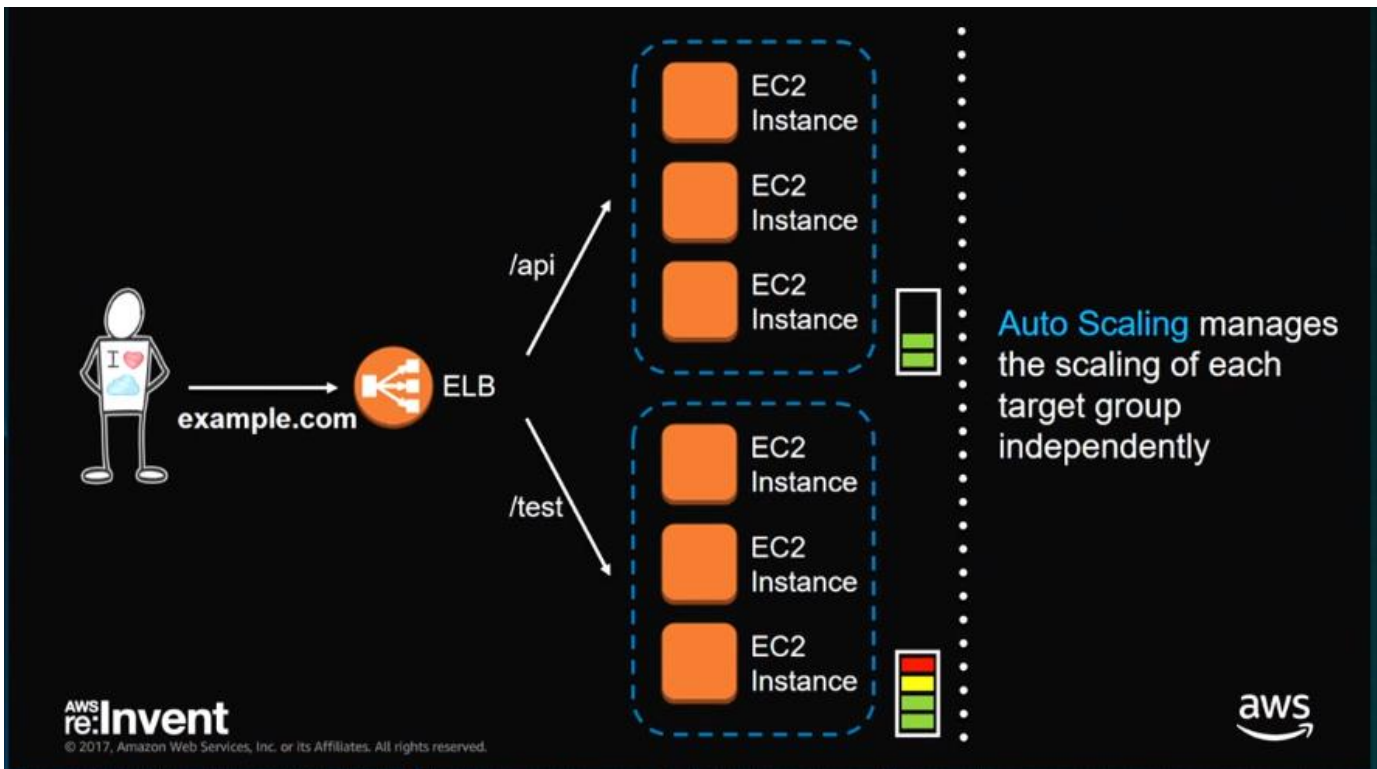 EC2
Instance
EC2
Instance
EC2
Instance
/api
I
example.com
ELB
Auto Scaling manages
the scaling of each
target group
independently
/test
EC2
Instance
EC2
Instance
EC2
Instance
AWS
re:Invent
© 2017, Amazon Web Services, Inc. or its Affiliates. All rights reserved.
aws